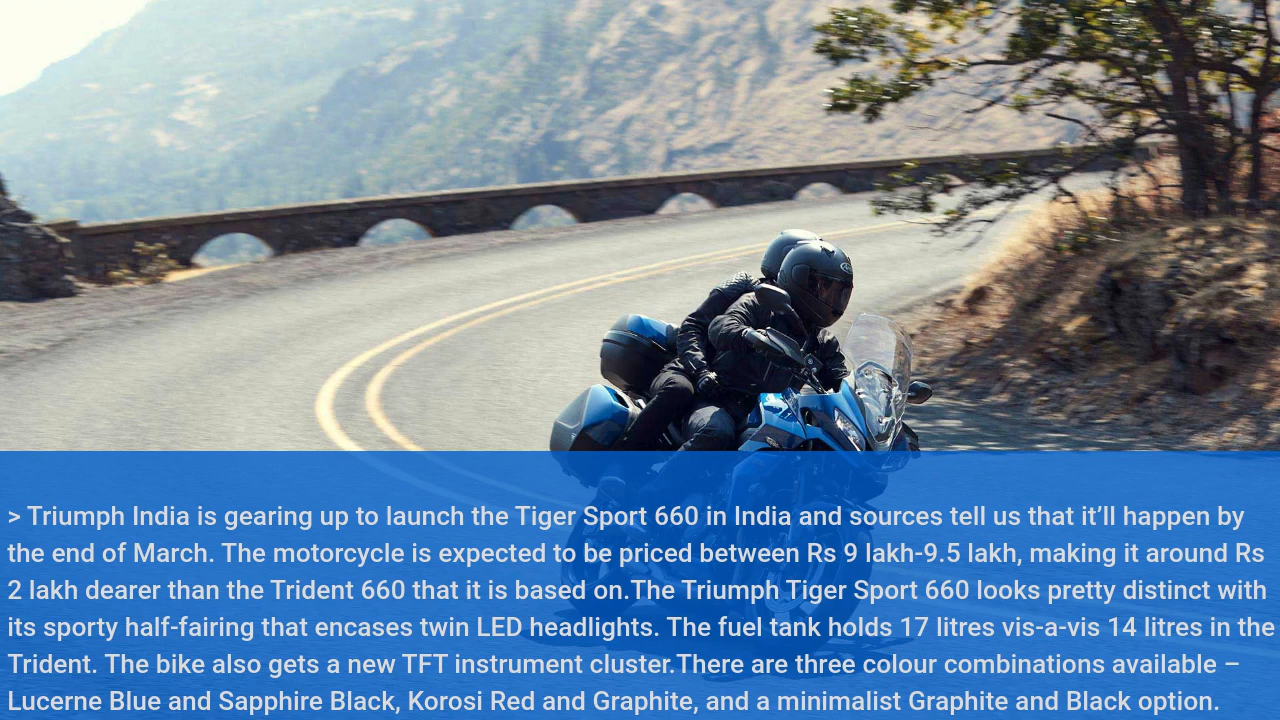 > Triumph India is gearing up to launch the Tiger Sport 660 in India and sources tell us that it’ll happen by
the end of March. The motorcycle is expected to be priced between Rs 9 lakh-9.5 lakh, making it around Rs
2 lakh dearer than the Trident 660 that it is based on.The Triumph Tiger Sport 660 looks pretty distinct with
its sporty half-fairing that encases twin LED headlights. The fuel tank holds 17 litres vis-a-vis 14 litres in the
Trident. The bike also gets a new TFT instrument cluster.There are three colour combinations available –
Lucerne Blue and Sapphire Black, Korosi Red and Graphite, and a minimalist Graphite and Black option.